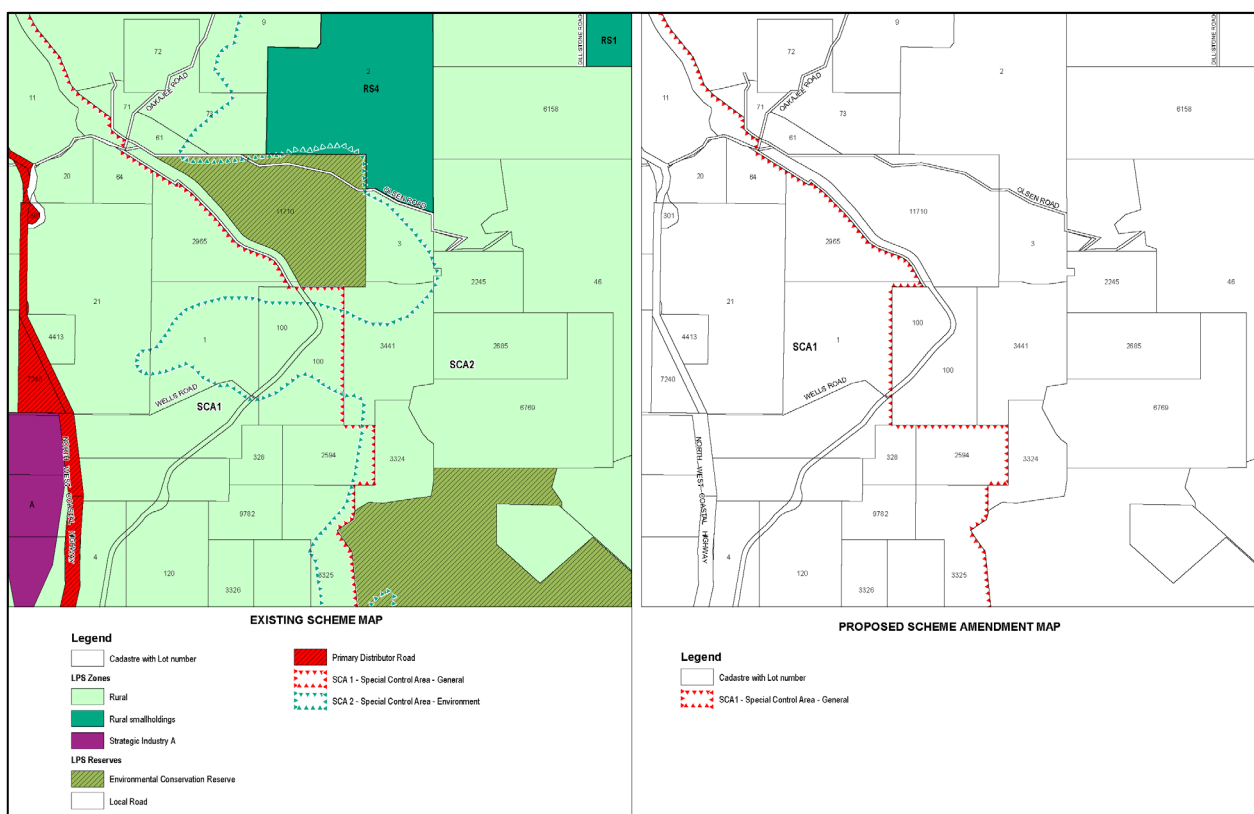 9
72
OAKAJEE ROAD
2
RS4
DILLSTONE ROAD
RS1
11
71
73
6158
61
20
64
OLSEN ROAD
11710
301
2965
3
2245
46
21
100
4413
1
100
3441
2685
SCA2
7240
WELLS ROAD
SCA1
6769
328
2594
3324
NORTH WEST COASTAL HIGHWAY
A
9782
4
120
3326
3325
EXISTING SCHEME MAP
Legend
Cadastre with Lot number
LPS Zones
Rural
Rural smallholdings
Strategic Industry A
LPS Reserves
Environmental Conservation Reserve
Local Road
Primary Distributor Road
SCA 1 - Special Control Area - General
SCA 2 - Special Control Area - Environment
9
72
OAKAJEE ROAD
2
DILLSTONE ROAD
11
71
73
6158
61
20
64
OLSEN ROAD
11710
301
2965
3
2245
46
21
100
4413
SCA1
1
3441
2685
100
7240
WELLS ROAD
6769
328
2594
3324
NORTH WEST COASTAL HIGHWAY
9782
4
120
3326
3325
PROPOSED SCHEME AMENDMENT MAP
Legend
Cadastre with Lot number
SCA1 - Special Control Area - General